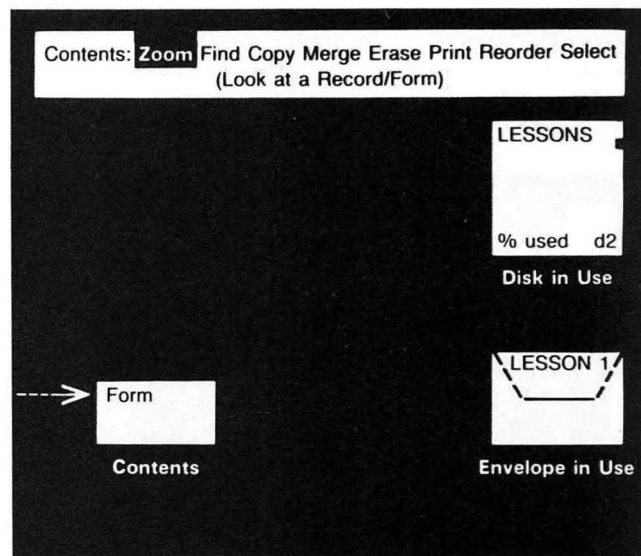 Contents: Zoom Find Copy Merge Erase Print Reorder Select
(Look at a Record/Form)
LESSONS
% used d2
Disk in Use
Form
Contents
LESSON 1
Envelope in Use